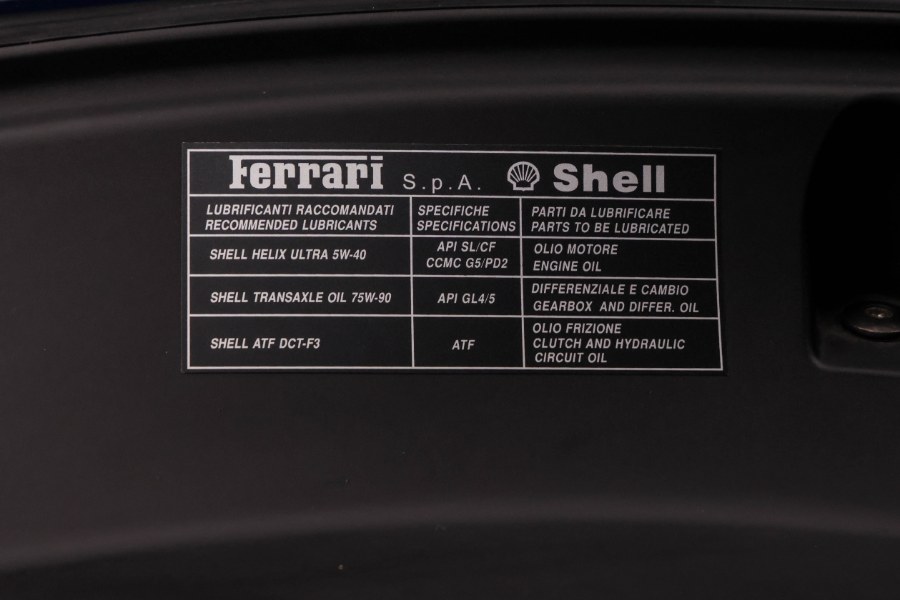 Ferrari S.p.A. Shell
LUBRIFICANTI RACCOMANDATI
RECOMMENDED LUBRICANTS
SPECIFICHE
SPECIFICATIONS
PARTI DA LUBRIFICARE
PARTS TO BE LUBRICATED
SHELL HELIX ULTRA 5W-40
API SL/CF
CCMC G5/PD2
OLIO MOTORE
ENGINE OIL
SHELL TRANSAXLE OIL 75W-90
API GL4/5
DIFFERENZIALE E CAMBIO
GEARBOX AND DIFFER. OIL
SHELL ATF DCT-F3
ATF
OLIO FRIZIONE
CLUTCH AND HYDRAULIC
CIRCUIT OIL